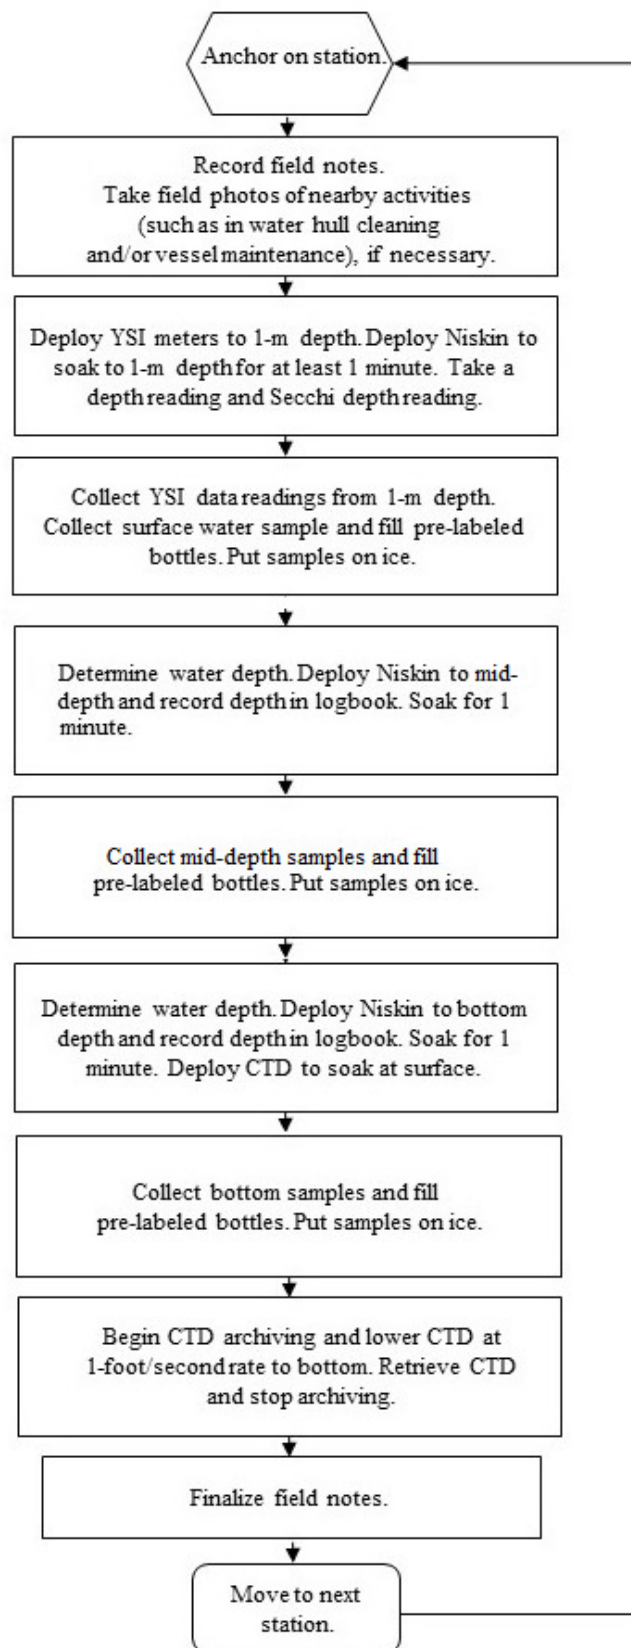 Anchor on station.
Record field notes.
Take field photos of nearby activities
(such as in water hull cleaning
and/or vessel maintenance), if necessary.
Deploy YSI meters to 1-m depth. Deploy Niskin to
soak to 1-m depth for at least 1 minute. Take a
depth reading and Secchi depth reading.
Collect YSI data readings from 1-m depth.
Collect surface water sample and fill pre-labeled
bottles. Put samples on ice.
Determine water depth. Deploy Niskin to mid-
depth and record depth in logbook. Soak for 1
minute.
Collect mid-depth samples and fill
pre-labeled bottles. Put samples on ice.
Determine water depth. Deploy Niskin to bottom
depth and record depth in logbook. Soak for 1
minute. Deploy CTD to soak at surface.
Collect bottom samples and fill
pre-labeled bottles. Put samples on ice.
Begin CTD archiving and lower CTD at
1-foot/second rate to bottom. Retrieve CTD
and stop archiving.
Finalize field notes.
Move to next
station.